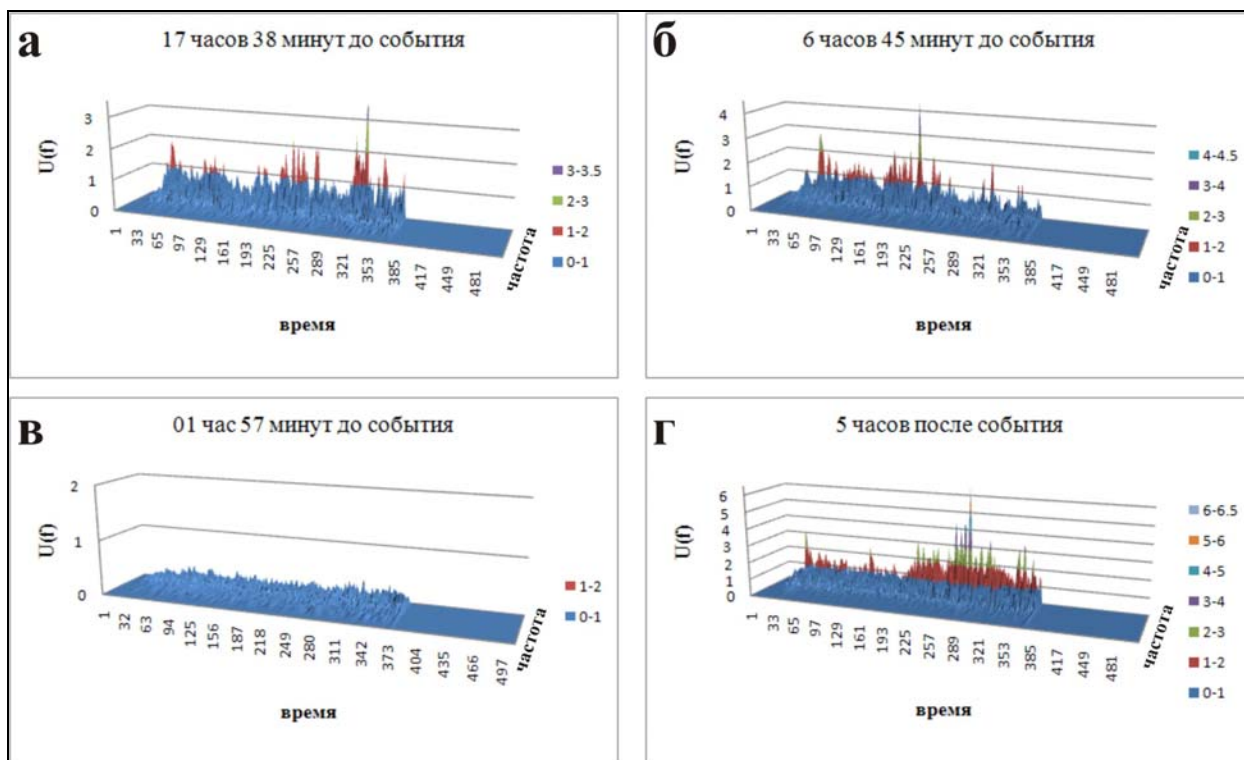 а
17 часов 38 минут до события
U(f)
3
2
1
0
1 33 65 97 129 161 193 225 257 289 321 353 385 417 449 481
частота
время
3-3.5
2-3
1-2
0-1
б
6 часов 45 минут до события
U(f)
4
3
2
1
0
1 33 65 97 129 161 193 225 257 289 321 353 385 417 449 481
частота
время
4-4.5
3-4
2-3
1-2
0-1
в
01 час 57 минут до события
U(f)
2
1
0
1 32 63 94 125 156 187 218 249 280 311 342 373 404 435 466 497
частота
время
1-2
0-1
г
5 часов после события
U(f)
6
5
4
3
2
1
0
1 33 65 97 129 161 193 225 257 289 321 353 385 417 449 481
частота
время
6-6.5
5-6
4-5
3-4
2-3
1-2
0-1